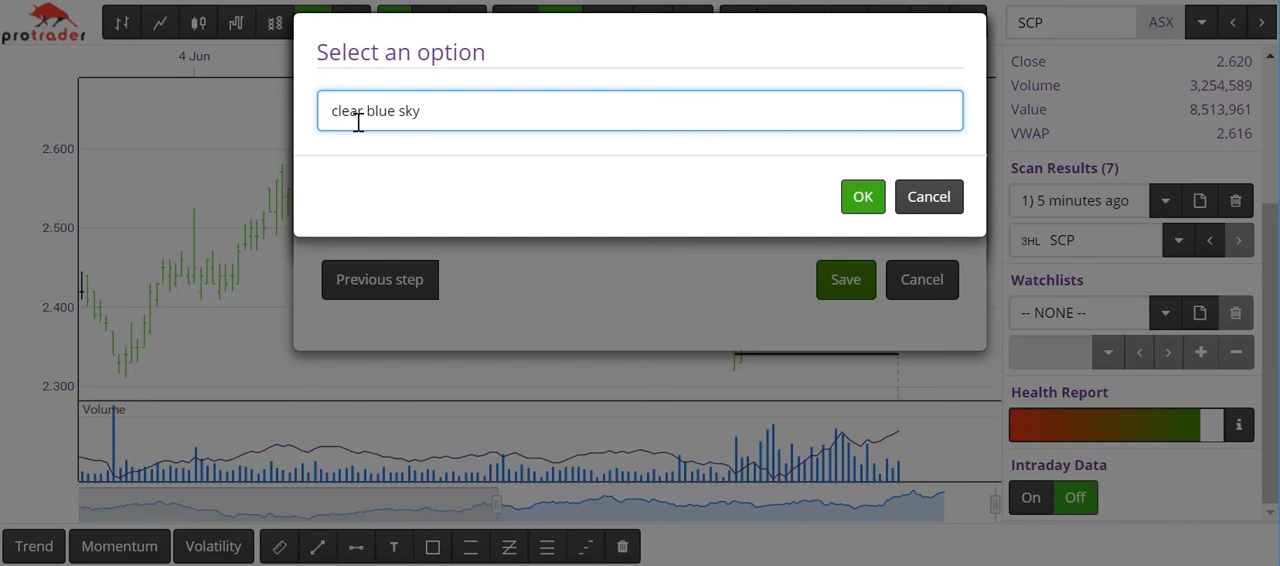 protrader
SCP ASX
4 Jun
Select an option
clear blue sky
OK Cancel
Previous step Save Cancel
2.600
2.500
2.400
2.300
Volume
Close 2.620
Volume 3,254,589
Value 8,513,961
VWAP 2.616
Scan Results (7)
1) 5 minutes ago
3HL SCP
Watchlists
-- NONE --
Health Report
Intraday Data
On Off
Trend Momentum Volatility T